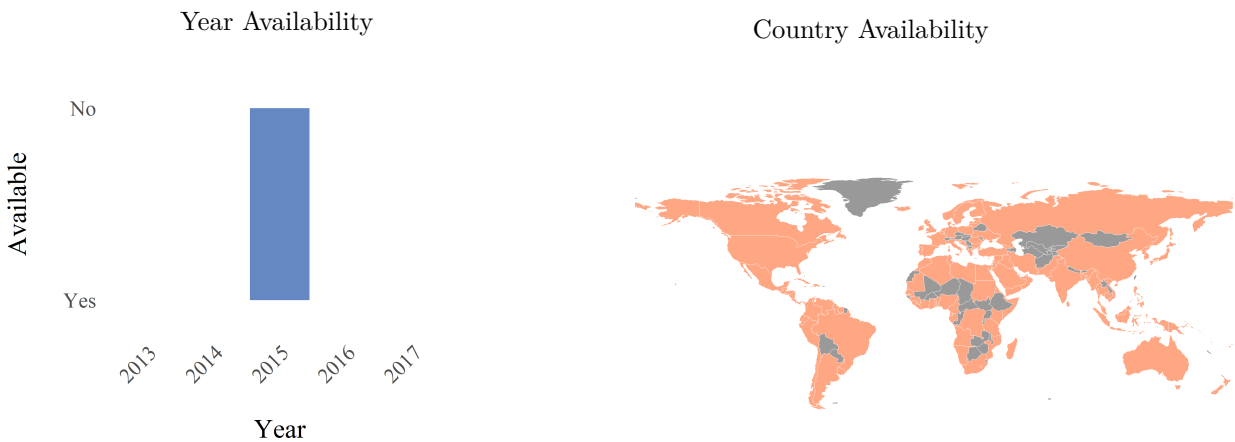 Year Availability
No
Available
Yes
2013
2014
2015
2016
2017
Year
Country Availability